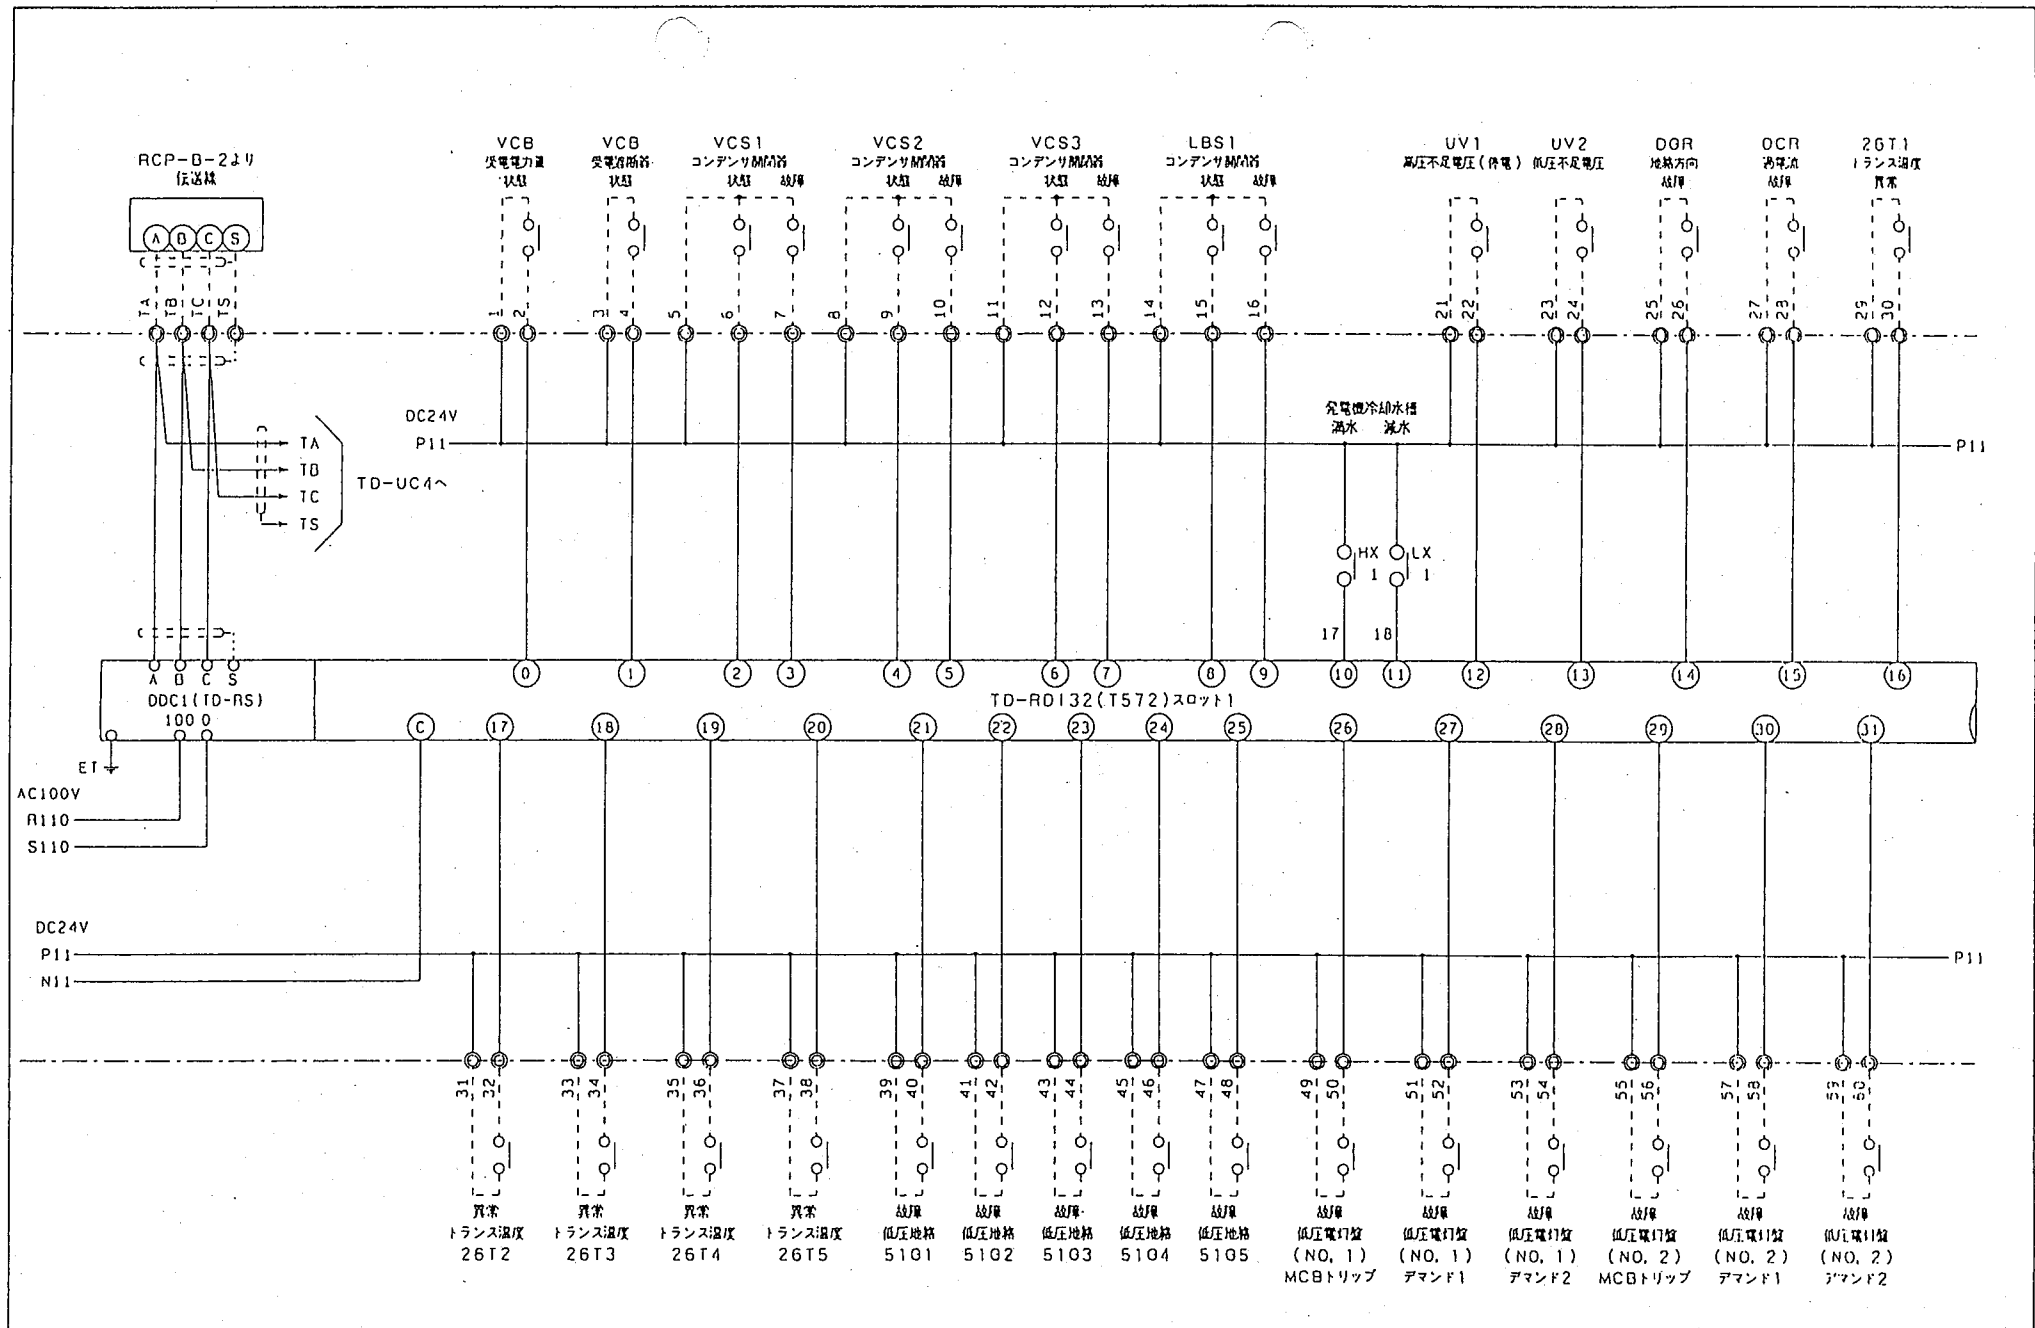 RCP-B-2より
伝送線
A B C S
TA TB TC TS
VCB
受電電力量
状態
VCB
受電遮断器
状態
VCS1
コンデンサ開閉器
状態 故障
VCS2
コンデンサ開閉器
状態 故障
VCS3
コンデンサ開閉器
状態 故障
LBS1
コンデンサ開閉器
状態 故障
UV1
高圧不足電圧(停電)
UV2
低圧不足電圧
DGR
地絡方向
故障
OCR
過電流
故障
26T1
トランス温度
異常
1 2 3 4 5 6 7 8 9 10 11 12 13 14 15 16 21 22 23 24 25 26 27 28 29 30
DC24V
P11
P11
発電機冷却水槽
満水 減水
TA
TB
TC
TS
TD-UC4へ
HX
1
LX
1
17 18
A B C S
DDC1(TD-RS)
100 0
0 1 2 3 4 5 6 7 8 9 10 11 12 13 14 15 16
TD-RDI32(T572)スロット1
C 17 18 19 20 21 22 23 24 25 26 27 28 29 30 31
ET
AC100V
R110
S110
DC24V
P11
N11
P11
31 32 33 34 35 36 37 38 39 40 41 42 43 44 45 46 47 48 49 50 51 52 53 54 55 56 57 58 59 60
異常
トランス温度
26T2
異常
トランス温度
26T3
異常
トランス温度
26T4
異常
トランス温度
26T5
故障
低圧地絡
51G1
故障
低圧地絡
51G2
故障
低圧地絡
51G3
故障
低圧地絡
51G4
故障
低圧地絡
51G5
故障
低圧電灯盤
(NO, 1)
MCBトリップ
故障
低圧電灯盤
(NO, 1)
デマンド1
故障
低圧電灯盤
(NO, 1)
デマンド2
故障
低圧電灯盤
(NO, 2)
MCBトリップ
故障
低圧電灯盤
(NO, 2)
デマンド1
故障
低圧電灯盤
(NO, 2)
デマンド2